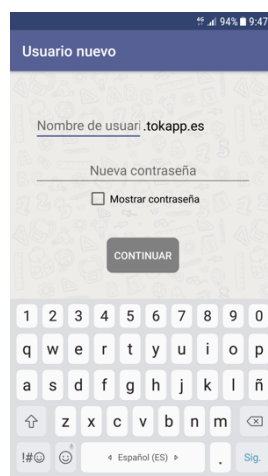 4G 94% 9:47
Usuario nuevo
Nombre de usuari .tokapp.es
Nueva contraseña
Mostrar contraseña
CONTINUAR
1 2 3 4 5 6 7 8 9 0
q w e r t y u i o p
a s d f g h j k l ñ
z x c v b n m
!#☺ Español (ES) . Sig.